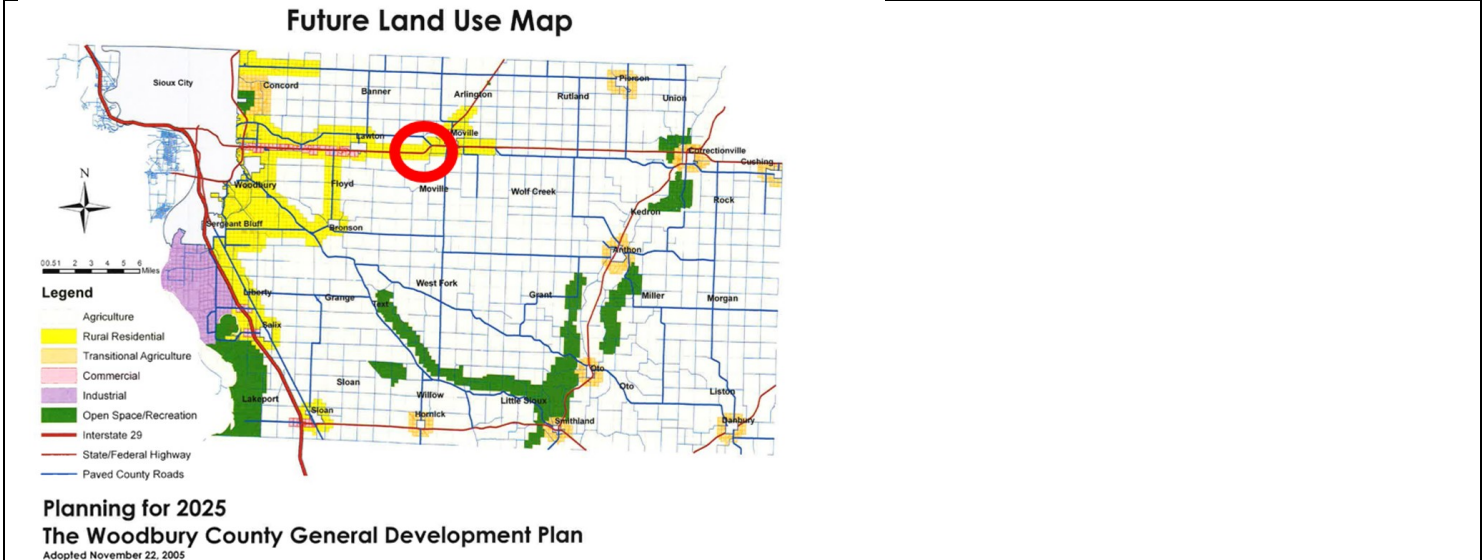 Future Land Use Map
Sioux City
Concord
Banner
Arlington
Rutland
Pierson
Union
Lawton
Moville
Correctionville
Cushing
Woodbury
Floyd
Moville
Wolf Creek
Rock
Kedron
Sergeant Bluff
Bronson
Anthon
N
00.51 2 3 4 5 6
Miles
West Fork
Liberty
Grange
Text
Grant
Miller
Morgan
Salix
Sloan
Oto
Oto
Willow
Little Sioux
Liston
Lakeport
Sloan
Hornick
Smithland
Danbury
Legend
Agriculture
Rural Residential
Transitional Agriculture
Commercial
Industrial
Open Space/Recreation
Interstate 29
State/Federal Highway
Paved County Roads
Planning for 2025
The Woodbury County General Development Plan
Adopted November 22, 2005